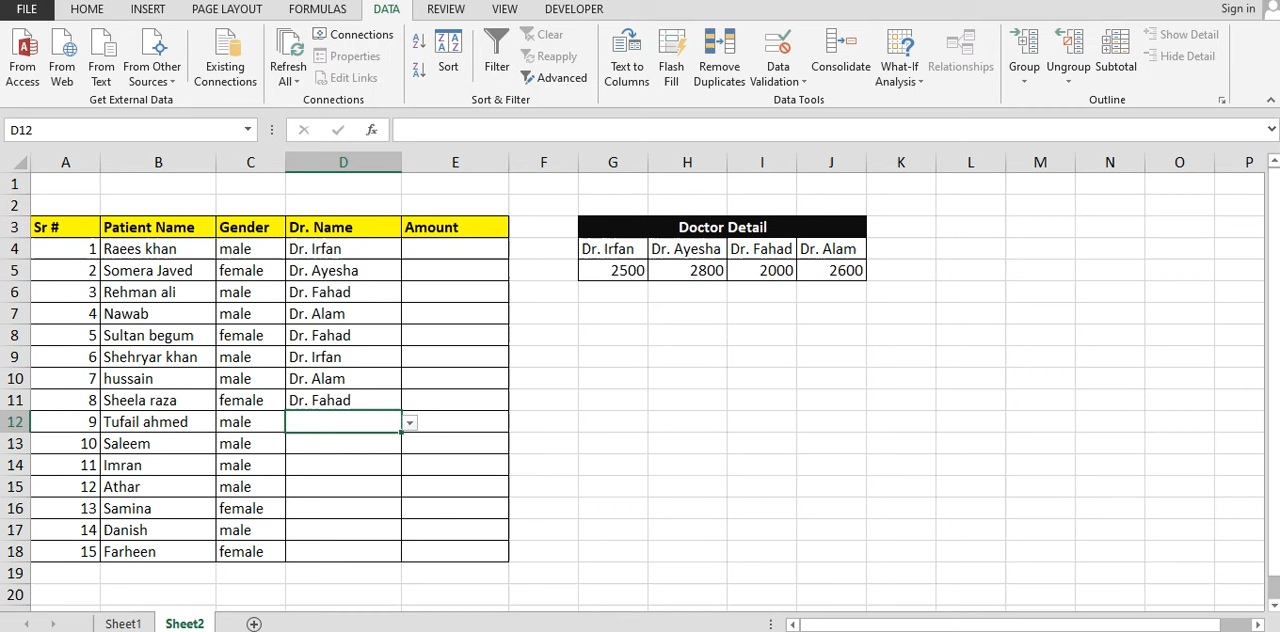 FILE HOME INSERT PAGE LAYOUT FORMULAS DATA REVIEW VIEW DEVELOPER Sign in
From Access
From Web
From Text
From Other Sources
Existing Connections
Get External Data
Refresh All
Connections
Properties
Edit Links
Connections
Sort
Filter
Clear
Reapply
Advanced
Sort & Filter
Text to Columns
Flash Fill
Remove Duplicates
Data Validation
Consolidate
What-If Analysis
Relationships
Data Tools
Group
Ungroup
Subtotal
Show Detail
Hide Detail
Outline
D12 fx
A B C D E F G H I J K L M N O P
1
2
3 Sr # Patient Name Gender Dr. Name Amount Doctor Detail
4 1 Raees khan male Dr. Irfan Dr. Irfan Dr. Ayesha Dr. Fahad Dr. Alam
5 2 Somera Javed female Dr. Ayesha 2500 2800 2000 2600
6 3 Rehman ali male Dr. Fahad
7 4 Nawab male Dr. Alam
8 5 Sultan begum female Dr. Fahad
9 6 Shehryar khan male Dr. Irfan
10 7 hussain male Dr. Alam
11 8 Sheela raza female Dr. Fahad
12 9 Tufail ahmed male
13 10 Saleem male
14 11 Imran male
15 12 Athar male
16 13 Samina female
17 14 Danish male
18 15 Farheen female
19
20
Sheet1 Sheet2